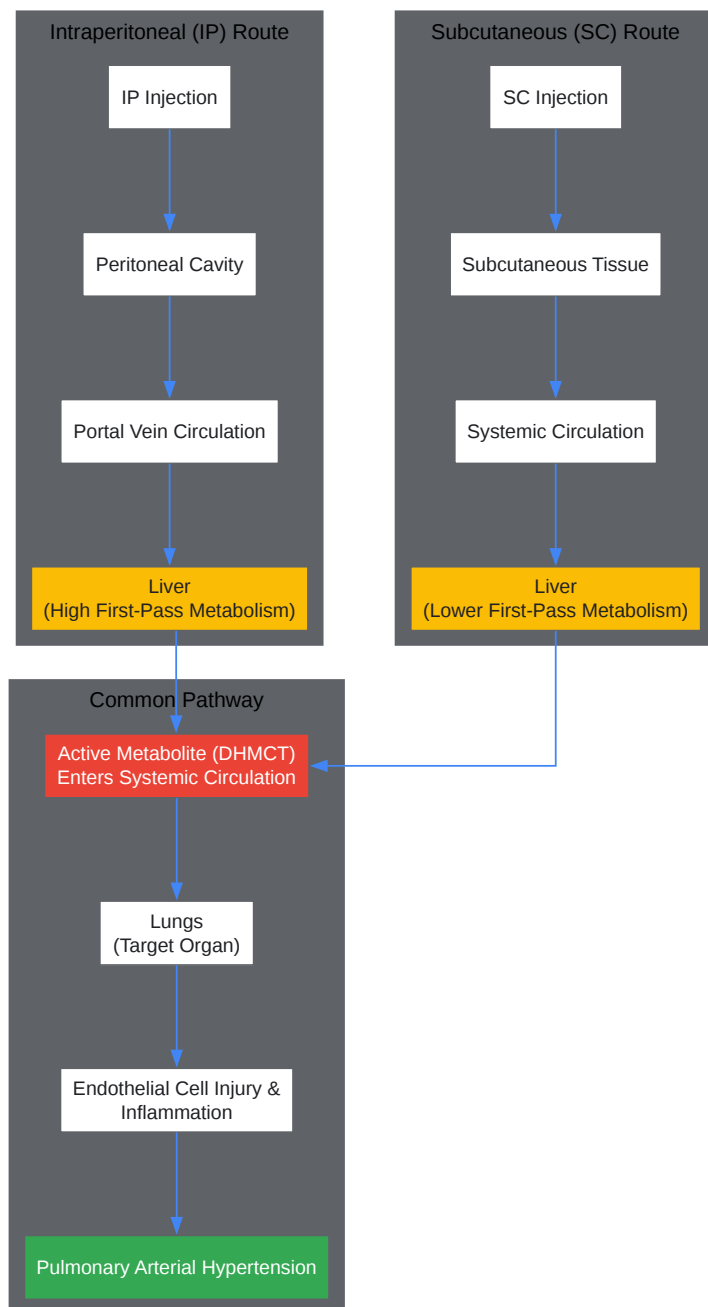 Intraperitoneal (IP) Route
IP Injection
Peritoneal Cavity
Portal Vein Circulation
Liver
(High First-Pass Metabolism)
Subcutaneous (SC) Route
SC Injection
Subcutaneous Tissue
Systemic Circulation
Liver
(Lower First-Pass Metabolism)
Common Pathway
Active Metabolite (DHMCT)
Enters Systemic Circulation
Lungs
(Target Organ)
Endothelial Cell Injury &
Inflammation
Pulmonary Arterial Hypertension